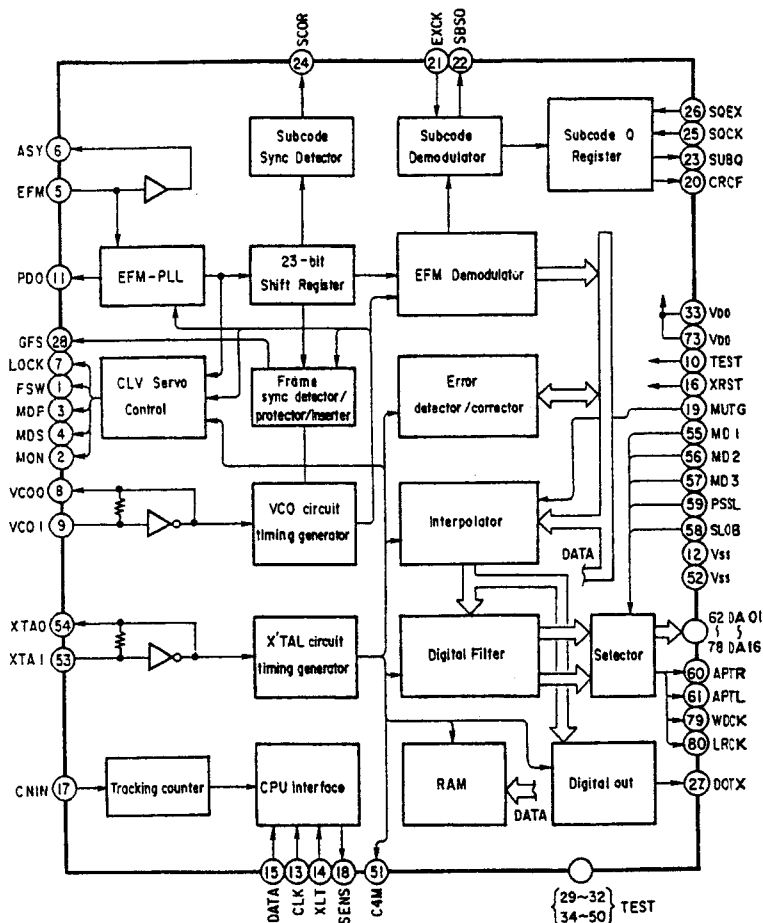 SCOR
EXCK
SBSO
24
21
22
Subcode
Sync Detector
Subcode
Demodulator
Subcode Q
Register
26 SQEX
25 SQCK
23 SUBQ
20 CRCF
ASY 6
EFM 5
PDO 11
EFM-PLL
23-bit
Shift Register
EFM Demodulator
GFS 28
LOCK 7
FSW 1
MDP 3
MDS 4
MON 2
CLV Servo
Control
Frame
sync detector/
protector/inserter
Error
detector/corrector
33 VDD
73 VDD
10 TEST
16 XRST
19 MUTG
55 MD1
56 MD2
57 MD3
59 PSSL
58 SLOB
12 Vss
52 Vss
VCOO 8
VCOI 9
VCO circuit
timing generator
Interpolator
DATA
XTAO 54
XTAI 53
X'TAL circuit
timing generator
Digital Filter
Selector
62 DA01
~ ~
78 DA16
60 APTR
61 APTL
79 WDCK
80 LRCK
CNIN 17
Tracking counter
CPU Interface
RAM
DATA
Digital out
27 DOTX
15
13
14
18
51
DATA
CLK
XLT
SENS
C4M
{29~32
34~50} TEST